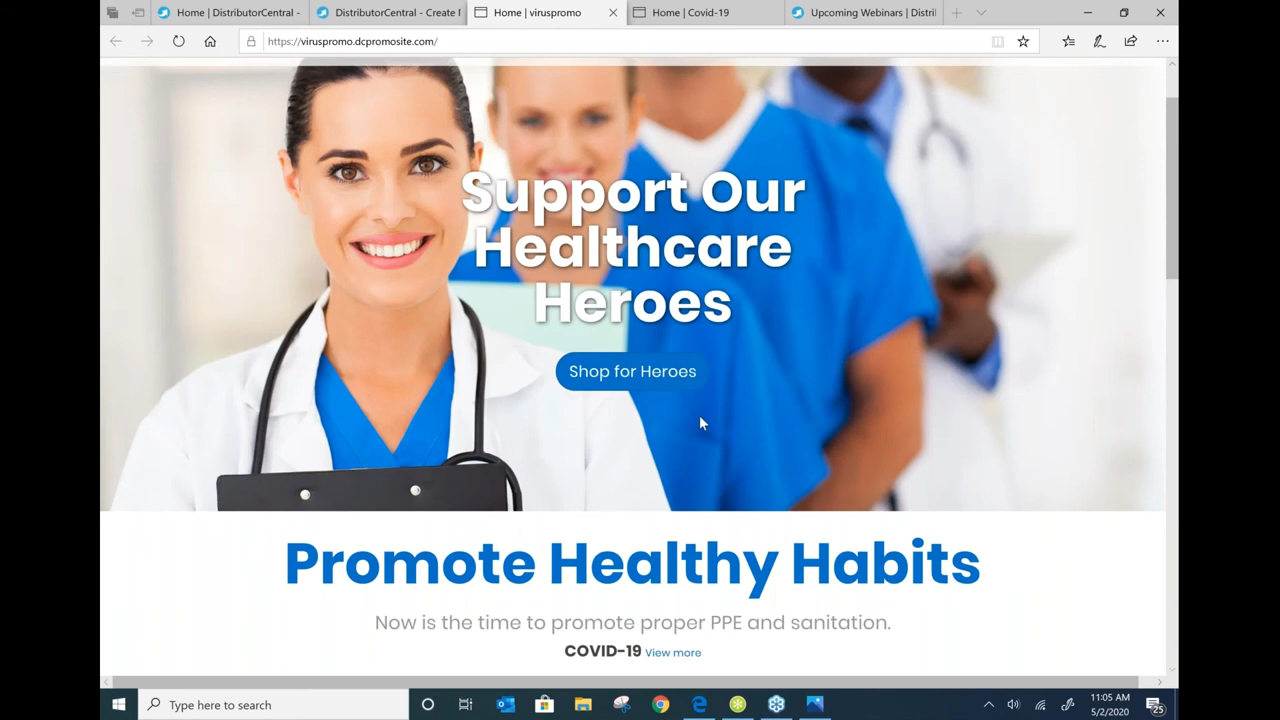 Home | DistributorCentral -
DistributorCentral - Create f
Home | viruspromo
Home | Covid-19
Upcoming Webinars | Distri
https://viruspromo.dcpromosite.com/
Support Our
Healthcare
Heroes
Shop for Heroes
Promote Healthy Habits
Now is the time to promote proper PPE and sanitation.
COVID-19 View more
Type here to search
11:05 AM
5/2/2020
25